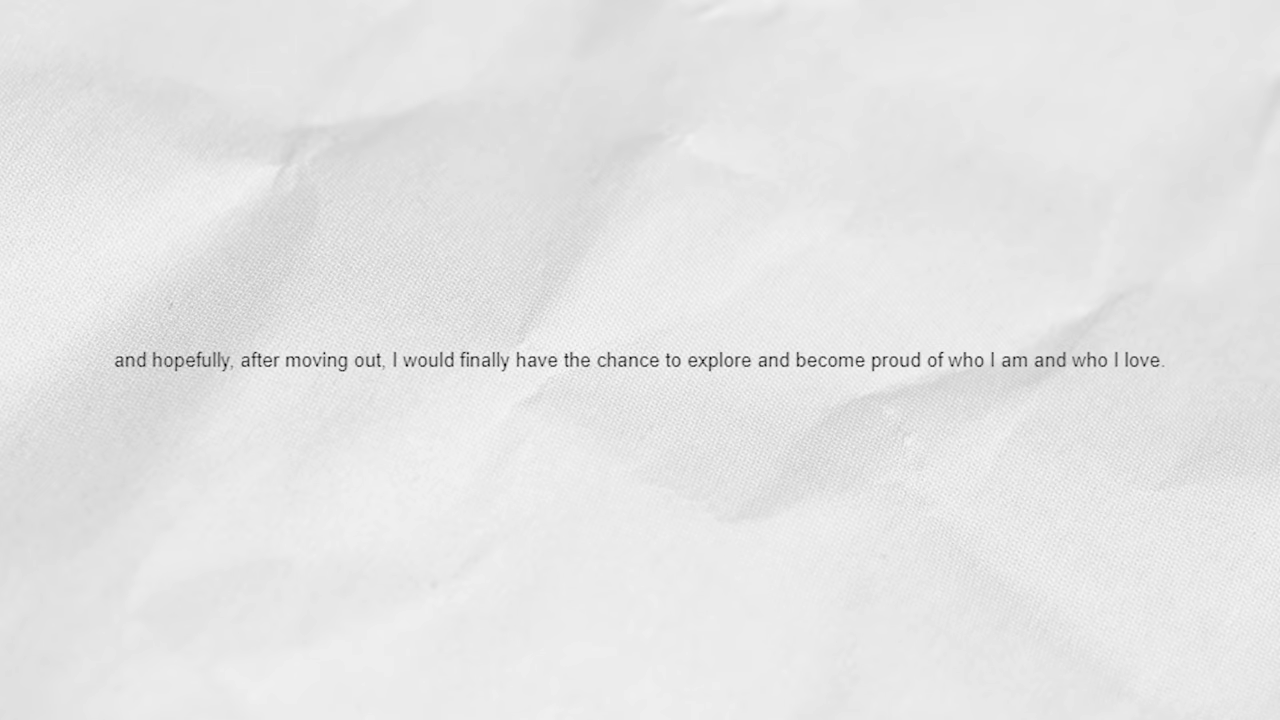 and hopefully, after moving out, I would finally have the chance to explore and become proud of who I am and who I love.